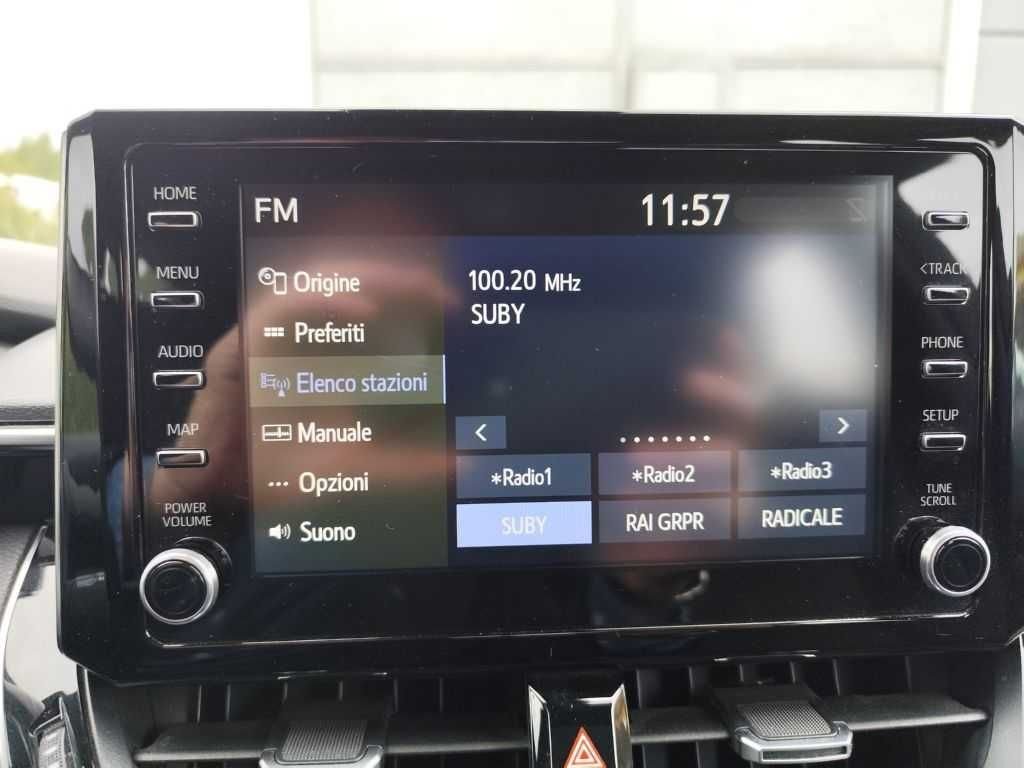 HOME
MENU
AUDIO
MAP
POWER
VOLUME
FM
11:57
Origine
Preferiti
Elenco stazioni
Manuale
Opzioni
Suono
100.20 MHz
SUBY
<
>
*Radio1
*Radio2
*Radio3
SUBY
RAI GRPR
RADICALE
<TRACK
PHONE
SETUP
TUNE
SCROLL